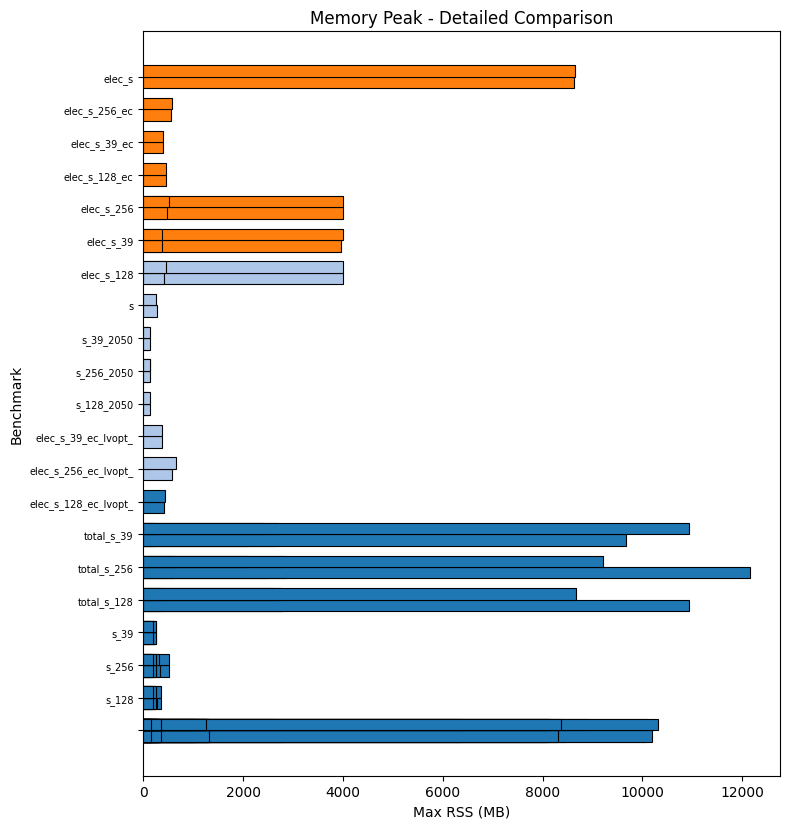 Memory Peak - Detailed Comparison
elec_s
elec_s_256_ec
elec_s_39_ec
elec_s_128_ec
elec_s_256
elec_s_39
elec_s_128
s
s_39_2050
s_256_2050
s_128_2050
elec_s_39_ec_lvopt_
elec_s_256_ec_lvopt_
elec_s_128_ec_lvopt_
total_s_39
total_s_256
total_s_128
s_39
s_256
s_128
Benchmark
0 2000 4000 6000 8000 10000 12000
Max RSS (MB)